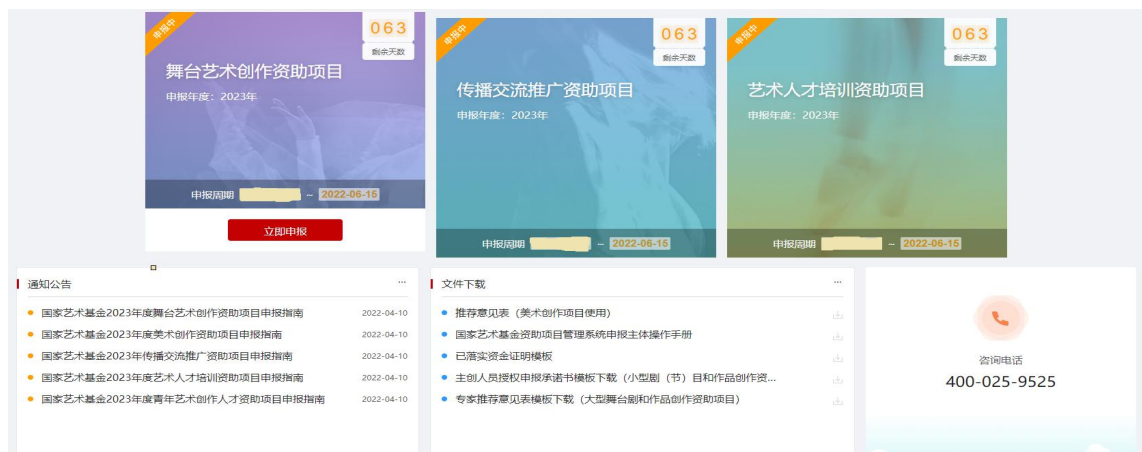 申报中
063
剩余天数
舞台艺术创作资助项目
申报年度：2023年
申报周期
~ 2022-06-15
立即申报
申报中
063
剩余天数
传播交流推广资助项目
申报年度：2023年
申报周期
~ 2022-06-15
申报中
063
剩余天数
艺术人才培训资助项目
申报年度：2023年
申报周期
~ 2022-06-15
通知公告
...
国家艺术基金2023年度舞台艺术创作资助项目申报指南 2022-04-10
国家艺术基金2023年度美术创作资助项目申报指南 2022-04-10
国家艺术基金2023年传播交流推广资助项目申报指南 2022-04-10
国家艺术基金2023年度艺术人才培训资助项目申报指南 2022-04-10
国家艺术基金2023年度青年艺术创作人才资助项目申报指南 2022-04-10
文件下载
...
推荐意见表（美术创作项目使用）
国家艺术基金资助项目管理系统申报主体操作手册
已落实资金证明模板
主创人员授权申报承诺书模板下载（小型剧（节）目和作品创作资...
专家推荐意见表模板下载（大型舞台剧和作品创作资助项目）
咨询电话
400-025-9525